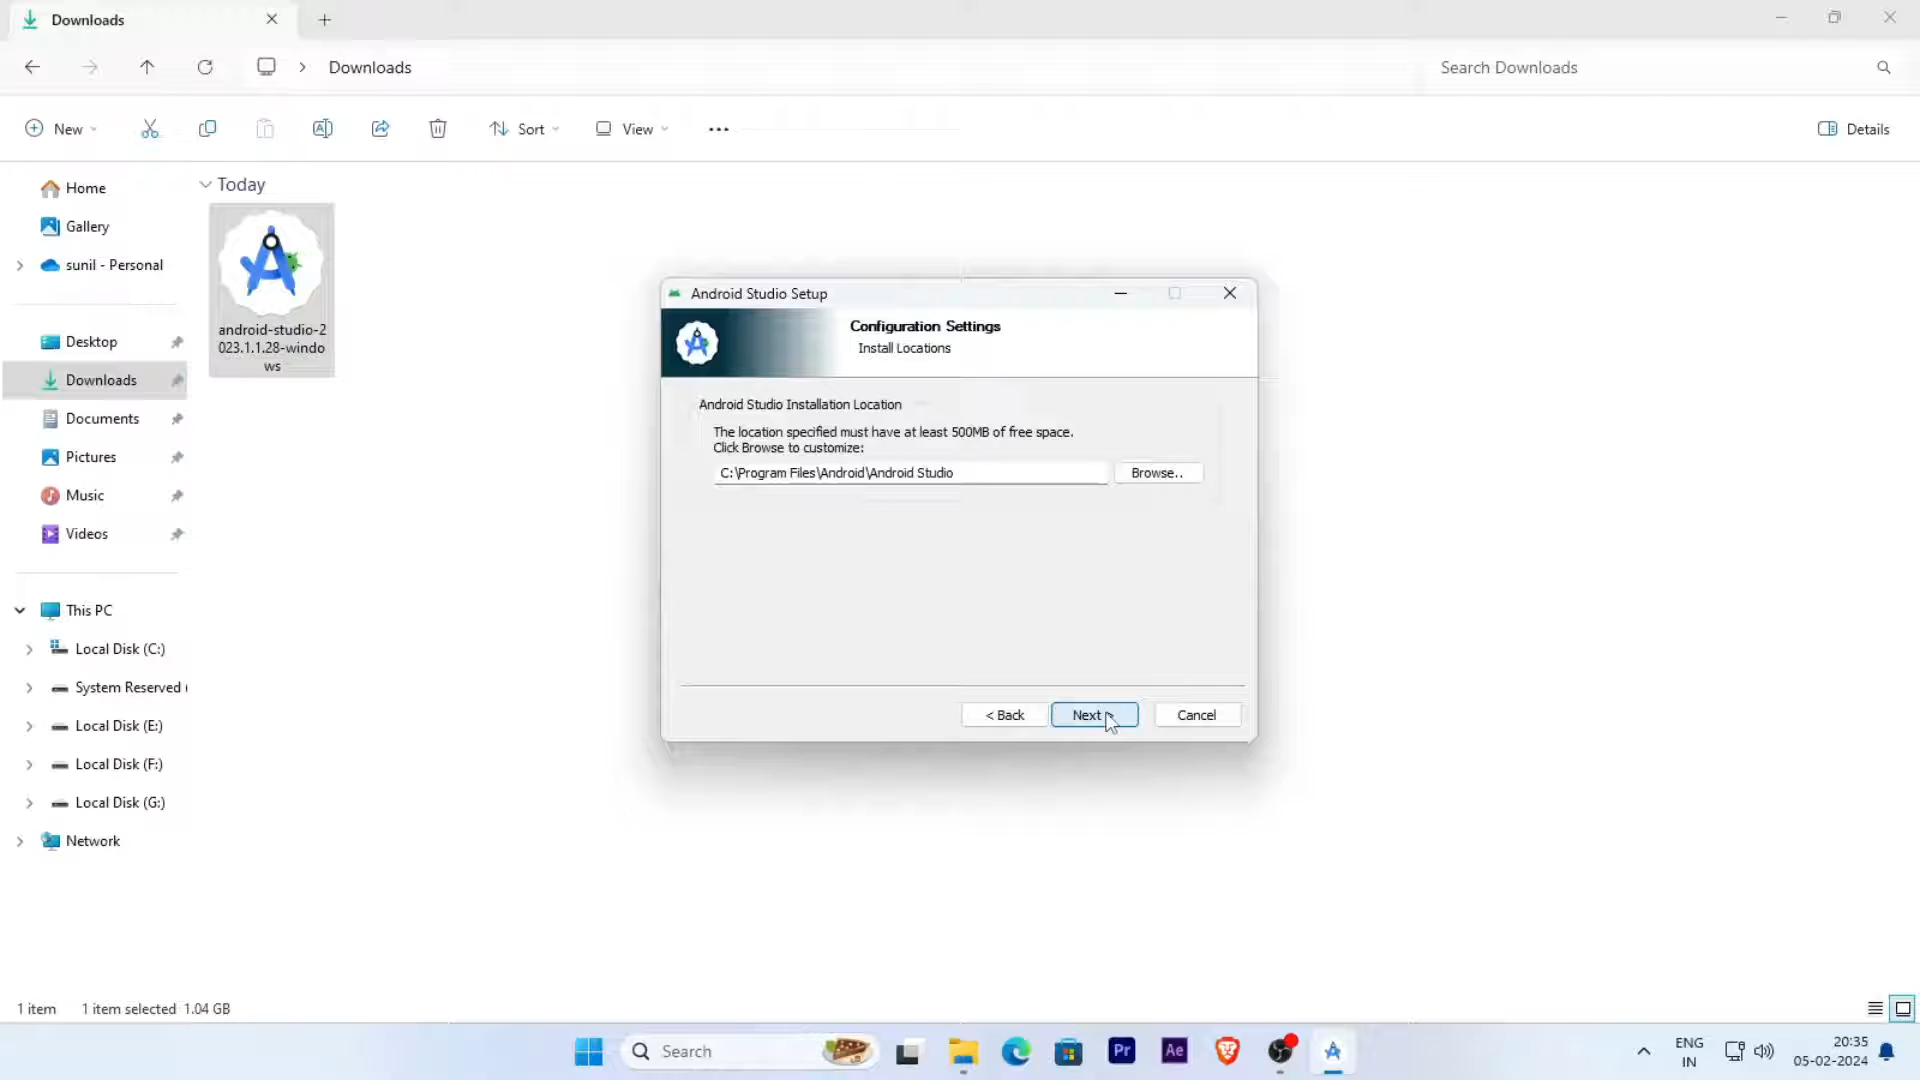 Downloads
Downloads
Search Downloads
New
Sort
View
Details
Home
Gallery
sunil - Personal
Desktop
Downloads
Documents
Pictures
Music
Videos
This PC
Local Disk (C:)
System Reserved (
Local Disk (E:)
Local Disk (F:)
Local Disk (G:)
Network
Today
android-studio-2
023.1.1.28-windo
ws
Android Studio Setup
Configuration Settings
Install Locations
Android Studio Installation Location
The location specified must have at least 500MB of free space.
Click Browse to customize:
C:\Program Files\Android\Android Studio
Browse..
< Back
Next >
Cancel
1 item
1 item selected 1.04 GB
Search
Pr
Ae
ENG
IN
20:35
05-02-2024